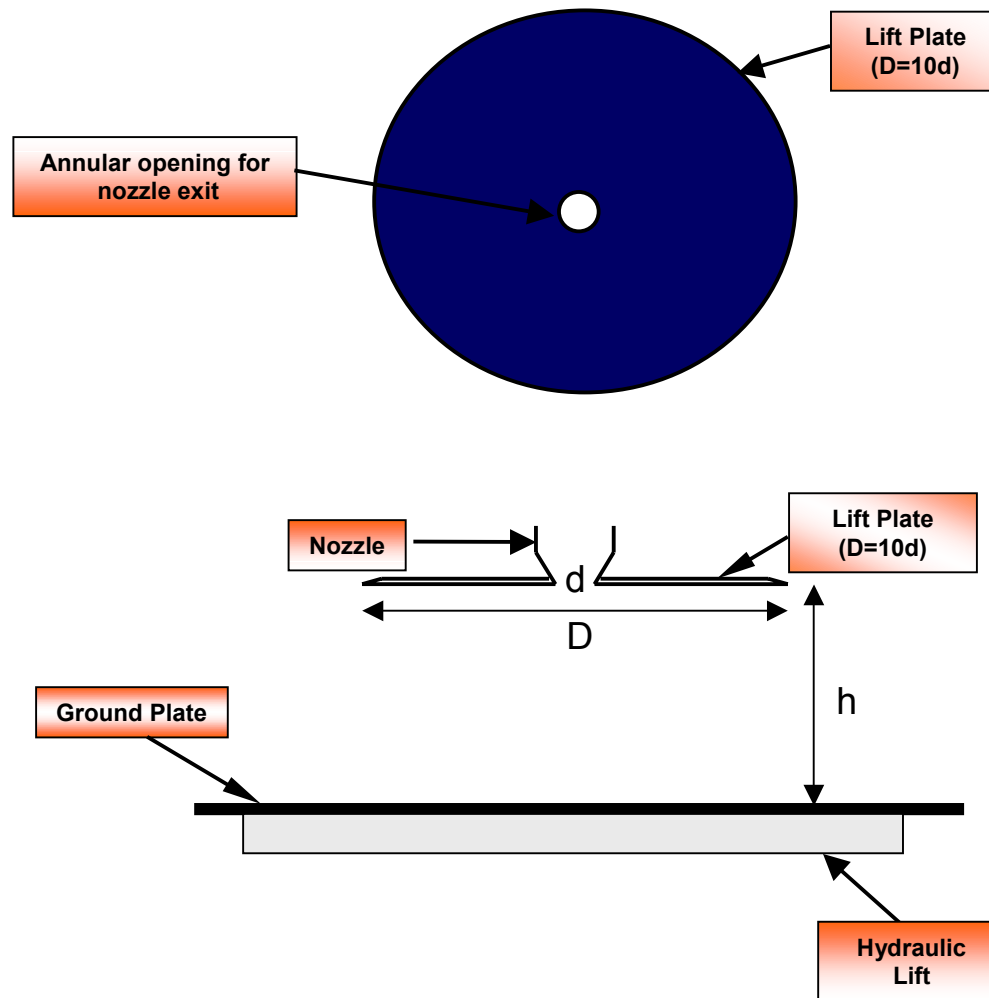 Lift Plate
(D=10d)
Annular opening for
nozzle exit
Nozzle
Lift Plate
(D=10d)
d
D
h
Ground Plate
Hydraulic
Lift